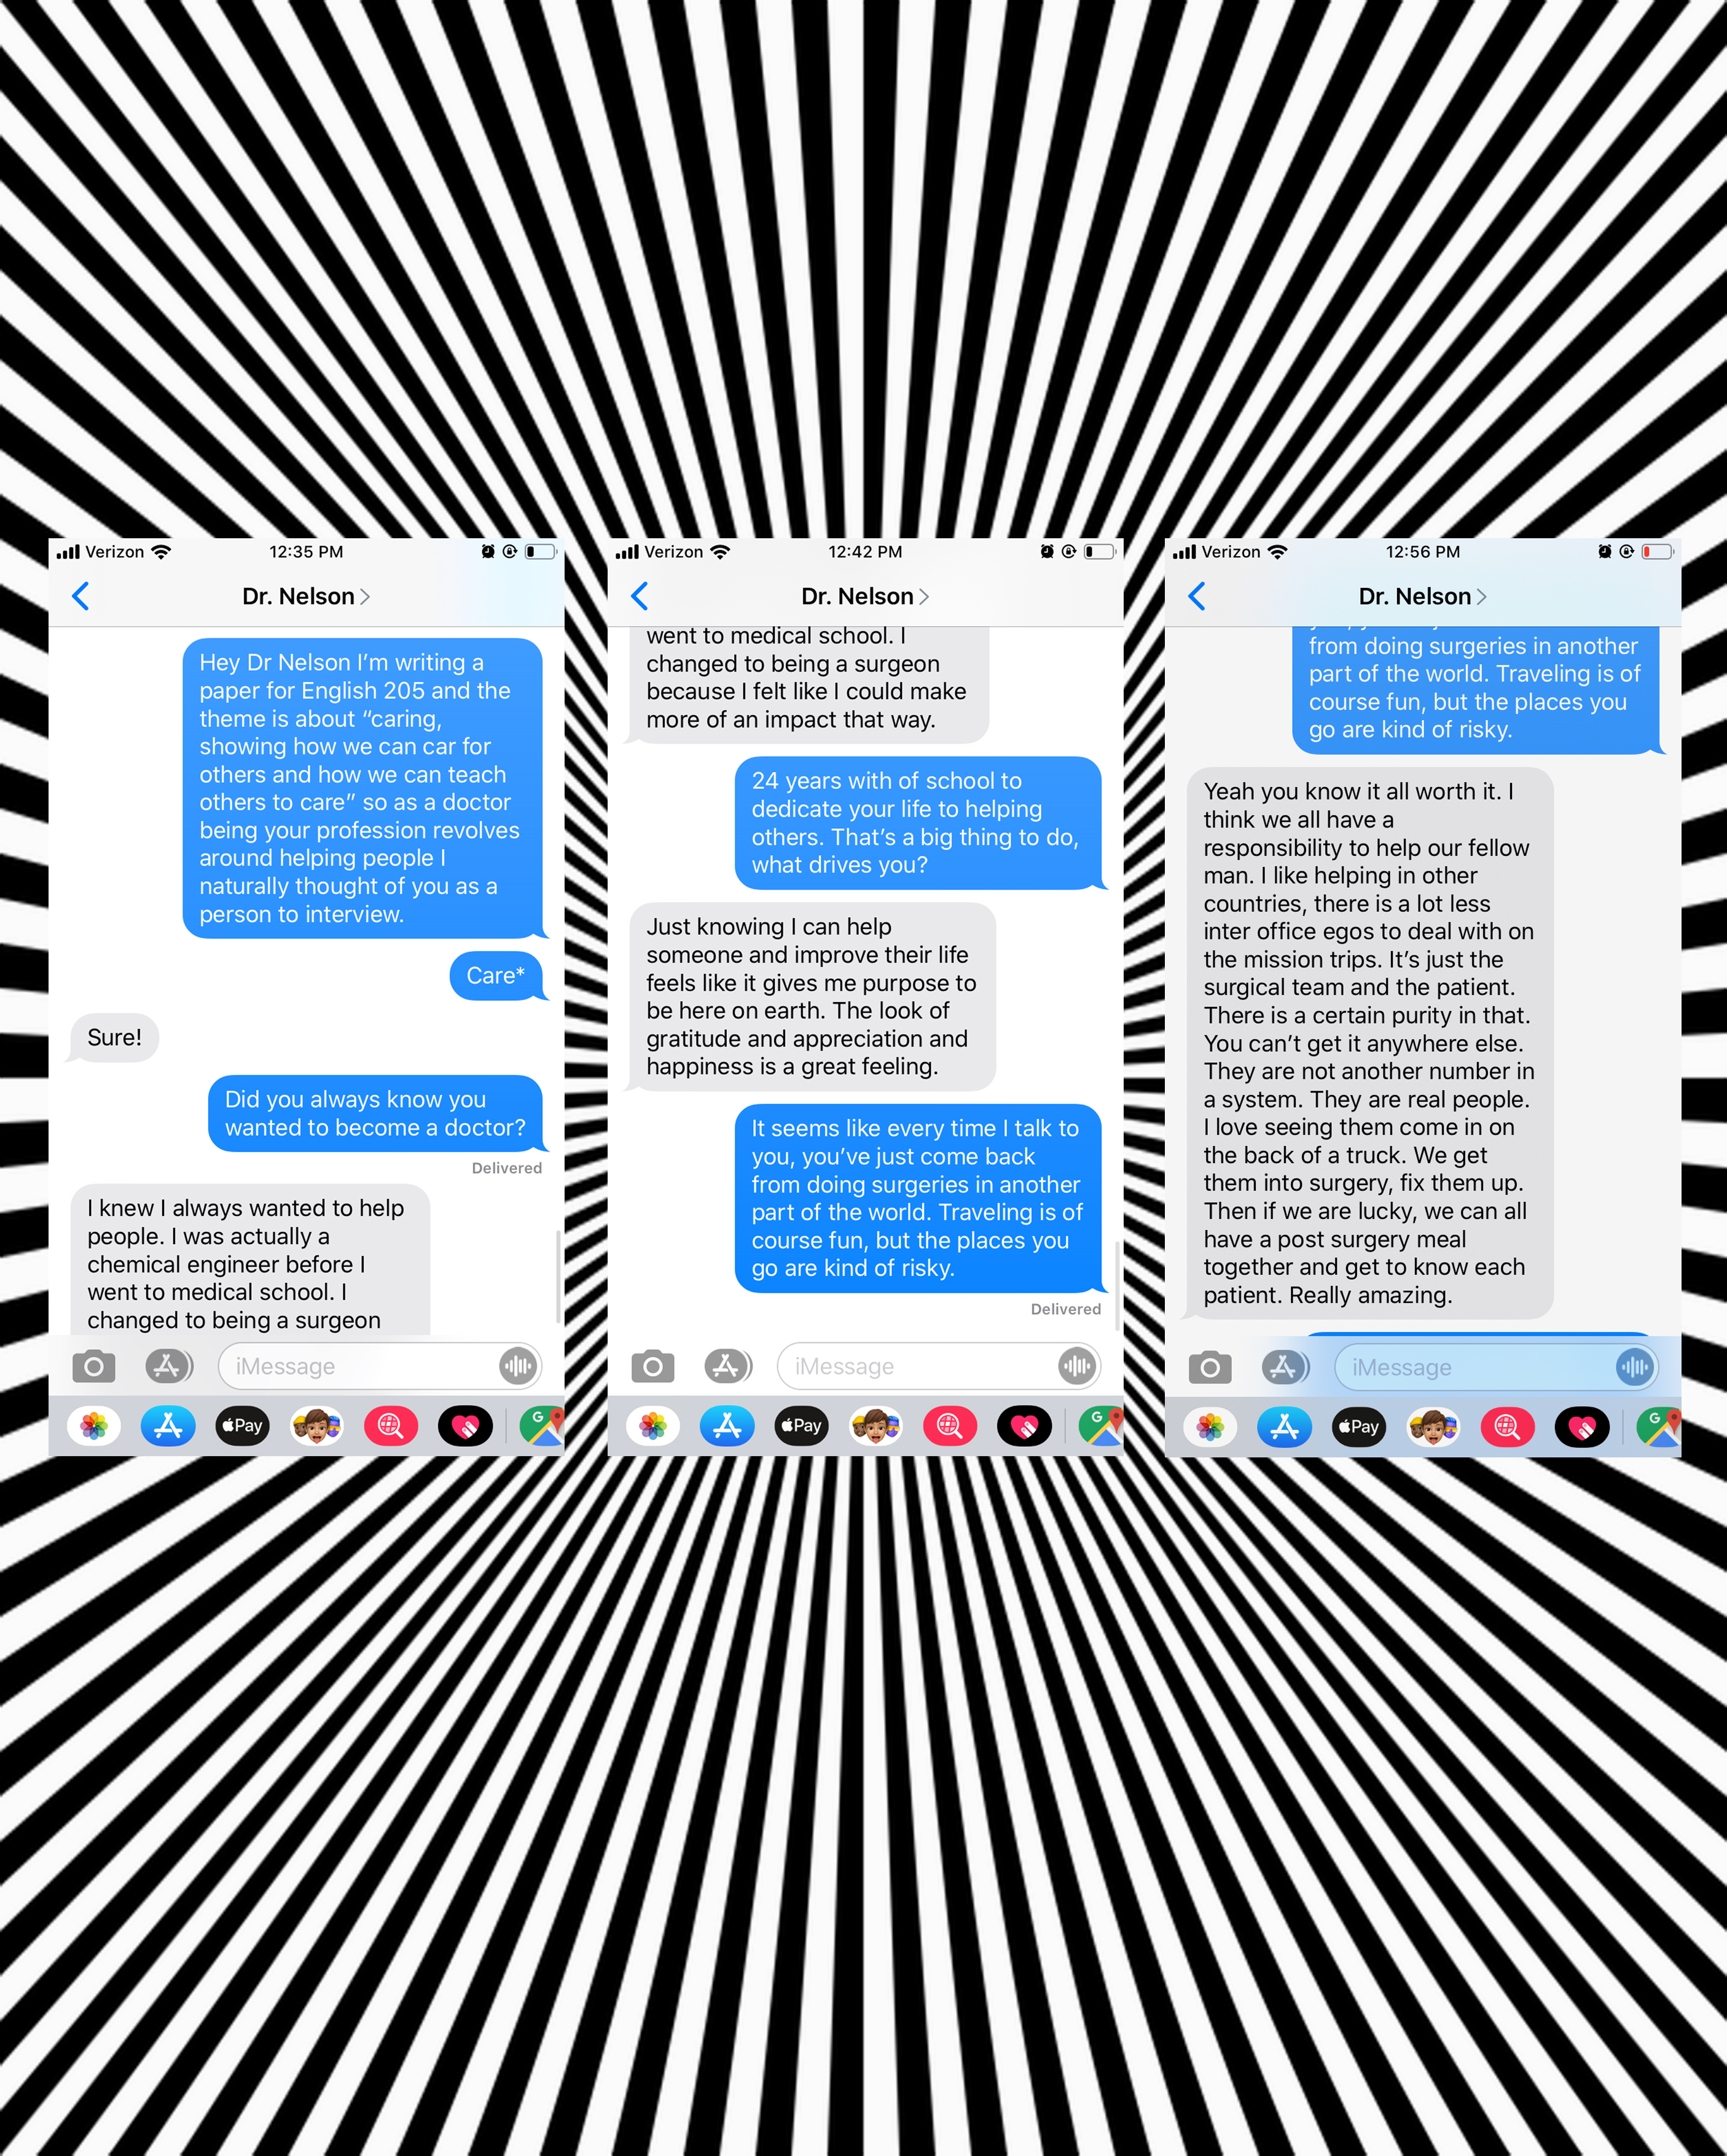 Verizon 12:35 PM
Dr. Nelson
Hey Dr Nelson I'm writing a
paper for English 205 and the
theme is about "caring,
showing how we can car for
others and how we can teach
others to care" so as a doctor
being your profession revolves
around helping people I
naturally thought of you as a
person to interview.
Care*
Sure!
Did you always know you
wanted to become a doctor?
Delivered
I knew I always wanted to help
people. I was actually a
chemical engineer before I
went to medical school. I
changed to being a surgeon
iMessage
Pay
G
Verizon 12:42 PM
Dr. Nelson
went to medical school. I
changed to being a surgeon
because I felt like I could make
more of an impact that way.
24 years with of school to
dedicate your life to helping
others. That's a big thing to do,
what drives you?
Just knowing I can help
someone and improve their life
feels like it gives me purpose to
be here on earth. The look of
gratitude and appreciation and
happiness is a great feeling.
It seems like every time I talk to
you, you've just come back
from doing surgeries in another
part of the world. Traveling is of
course fun, but the places you
go are kind of risky.
Delivered
iMessage
Pay
G
Verizon 12:56 PM
Dr. Nelson
from doing surgeries in another
part of the world. Traveling is of
course fun, but the places you
go are kind of risky.
Yeah you know it all worth it. I
think we all have a
responsibility to help our fellow
man. I like helping in other
countries, there is a lot less
inter office egos to deal with on
the mission trips. It's just the
surgical team and the patient.
There is a certain purity in that.
You can't get it anywhere else.
They are not another number in
a system. They are real people.
I love seeing them come in on
the back of a truck. We get
them into surgery, fix them up.
Then if we are lucky, we can all
have a post surgery meal
together and get to know each
patient. Really amazing.
iMessage
Pay
G